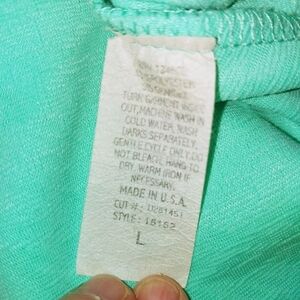 POLYESTER
TURN GARMENT INSIDE
OUT, MACHINE WASH IN
COLD WATER, WASH
DARKS SEPARATELY,
GENTLE CYCLE ONLY. DO
NOT BLEACH. HANG TO
DRY. WARM IRON IF
NECESSARY.
MADE IN U.S.A.
CUT #:
STYLE:
L